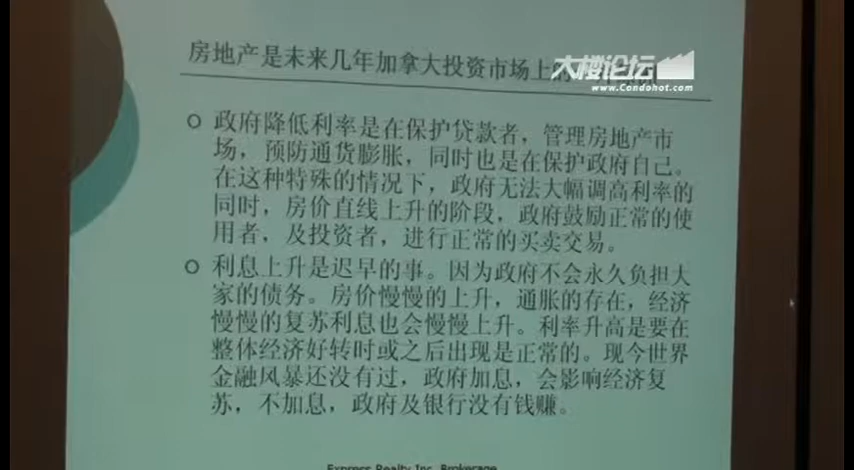 房地产是未来几年加拿大投资市场上
大楼论坛
www.Condohot.com
政府降低利率是在保护贷款者，管理房地产市
场，预防通货膨胀，同时也是在保护政府自己。
在这种特殊的情况下，政府无法大幅调高利率的
同时，房价直线上升的阶段，政府鼓励正常的使
用者，及投资者，进行正常的买卖交易。
利息上升是迟早的事。因为政府不会永久负担大
家的债务。房价慢慢的上升，通胀的存在，经济
慢慢的复苏利息也会慢慢上升。利率升高是要在
整体经济好转时或之后出现是正常的。现今世界
金融风暴还没有过，政府加息，会影响经济复
苏，不加息，政府及银行没有钱赚。
Express Realty Inc. Brokerage